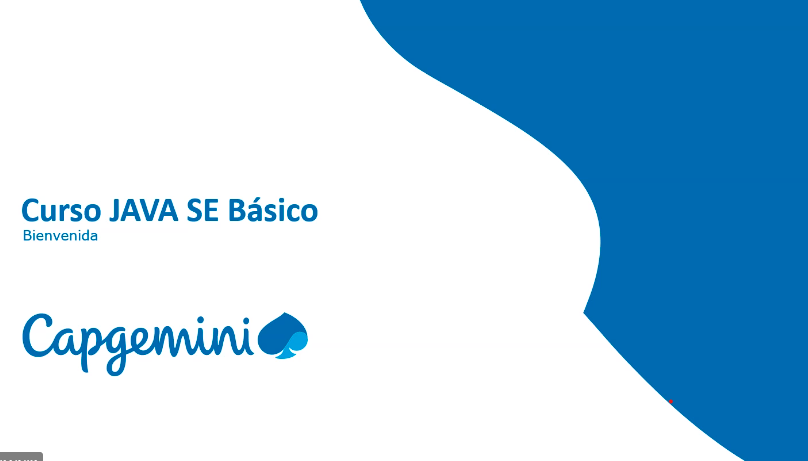 Curso JAVA SE Básico
Bienvenida
Capgemini